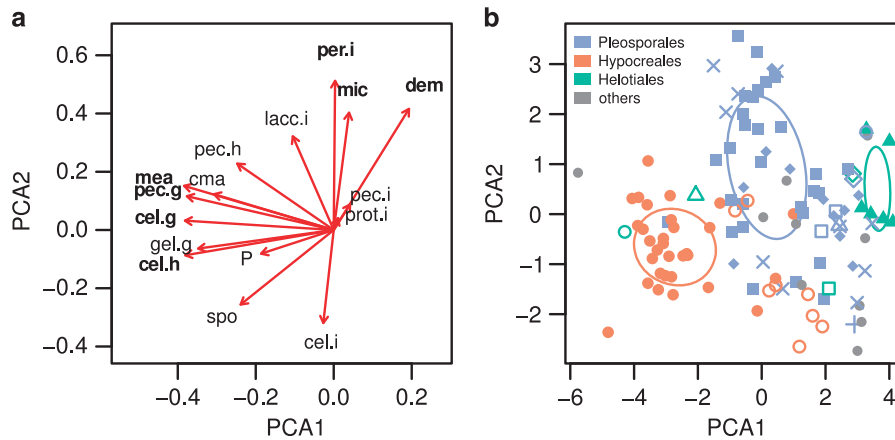 a
PCA2
0.6
0.4
0.2
0.0
−0.2
−0.4
per.i
dem
mic
lacc.i
pec.h
mea
cma
pec.g
pec.i
prot.i
cel.g
gel.g
P
cel.h
spo
cel.i
−0.4 −0.2 0.0 0.2
PCA1
b
PCA2
3
2
1
0
−1
−2
Pleosporales
Hypocreales
Helotiales
others
−6 −4 −2 0 2 4
PCA1